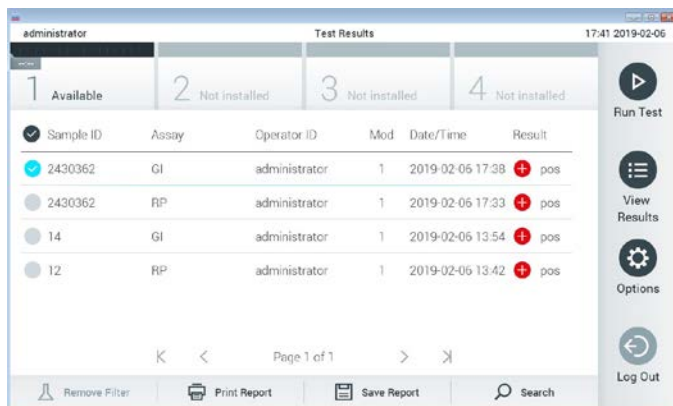 administrator Test Results 17:41 2019-02-06
1 Available 2 Not installed 3 Not installed 4 Not installed
Run Test
Sample ID Assay Operator ID Mod Date/Time Result
2430362 GI administrator 1 2019-02-06 17:38 pos
2430362 RP administrator 1 2019-02-06 17:33 pos
View
Results
14 GI administrator 1 2019-02-06 13:54 pos
12 RP administrator 1 2019-02-06 13:42 pos
Options
Page 1 of 1
Log Out
Remove Filter Print Report Save Report Search